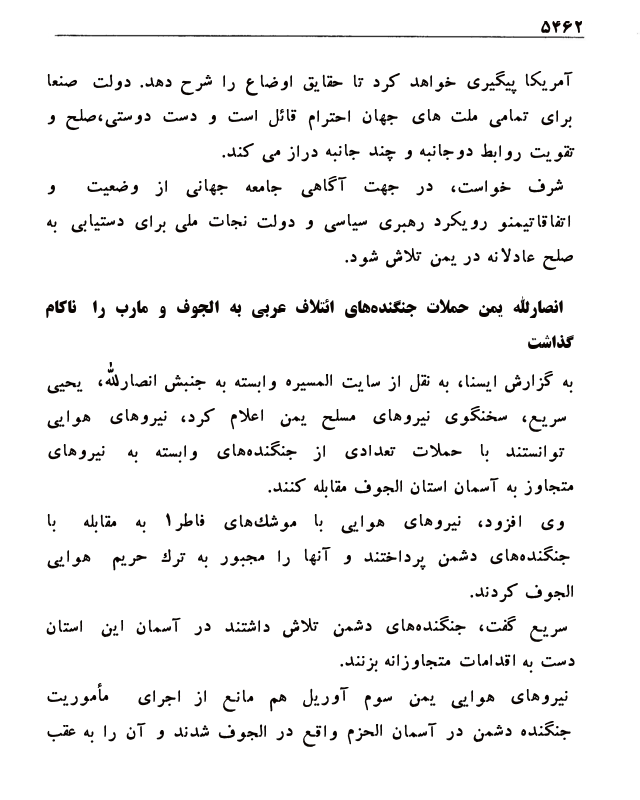 ۵۴۶۲
آمریکا پیگیری خواهد کرد تا حقایق اوضاع را شرح دهد. دولت صنعا
برای تمامی ملت های جهان احترام قائل است و دست دوستی،صلح و
تقویت روابط دوجانبه و چند جانبه دراز می کند.
شرف خواست، در جهت آگاهی جامعه جهانی از وضعیت و
اتفاقاتیمنو رویکرد رهبری سیاسی و دولت نجات ملی برای دستیابی به
صلح عادلانه در یمن تلاش شود.
انصارلله یمن حملات جنگنده‌های ائتلاف عربی به الجوف و مارب را ناکام
گذاشت
به گزارش ایسنا، به نقل از سایت المسیره وابسته به جنبش انصارلله، یحیی
سریع، سخنگوی نیروهای مسلح یمن اعلام کرد، نیروهای هوایی
توانستند با حملات تعدادی از جنگنده‌های وابسته به نیروهای
متجاوز به آسمان استان الجوف مقابله کنند.
وی افزود، نیروهای هوایی با موشك‌های فاطر۱ به مقابله با
جنگنده‌های دشمن پرداختند و آنها را مجبور به ترك حریم هوایی
الجوف کردند.
سریع گفت، جنگنده‌های دشمن تلاش داشتند در آسمان این استان
دست به اقدامات متجاوزانه بزنند.
نیروهای هوایی یمن سوم آوریل هم مانع از اجرای مأموریت
جنگنده دشمن در آسمان الحزم واقع در الجوف شدند و آن را به عقب